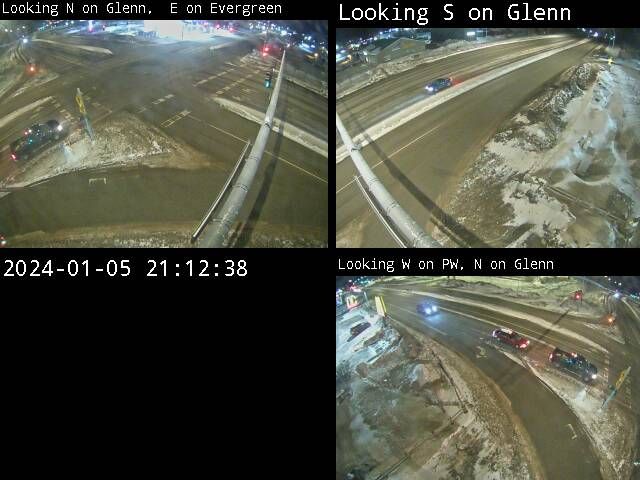 Looking N on Glenn, E on Evergreen
Looking S on Glenn
2024-01-05 21:12:38
Looking W on PW, N on Glenn